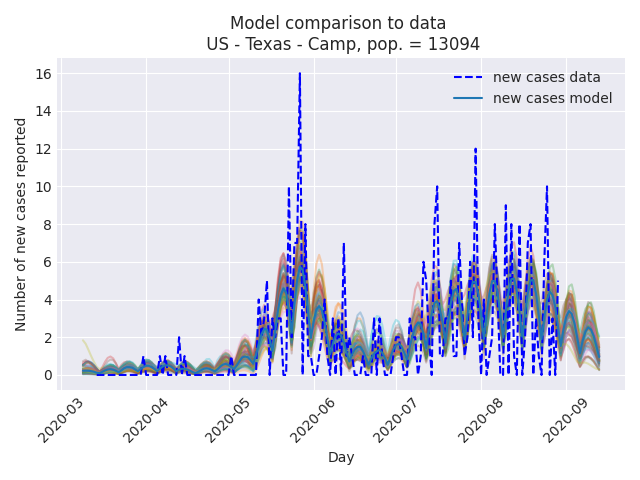 Model comparison to data
US - Texas - Camp, pop. = 13094
new cases data
new cases model
Number of new cases reported
16
14
12
10
8
6
4
2
0
2020-03
2020-04
2020-05
2020-06
2020-07
2020-08
2020-09
Day